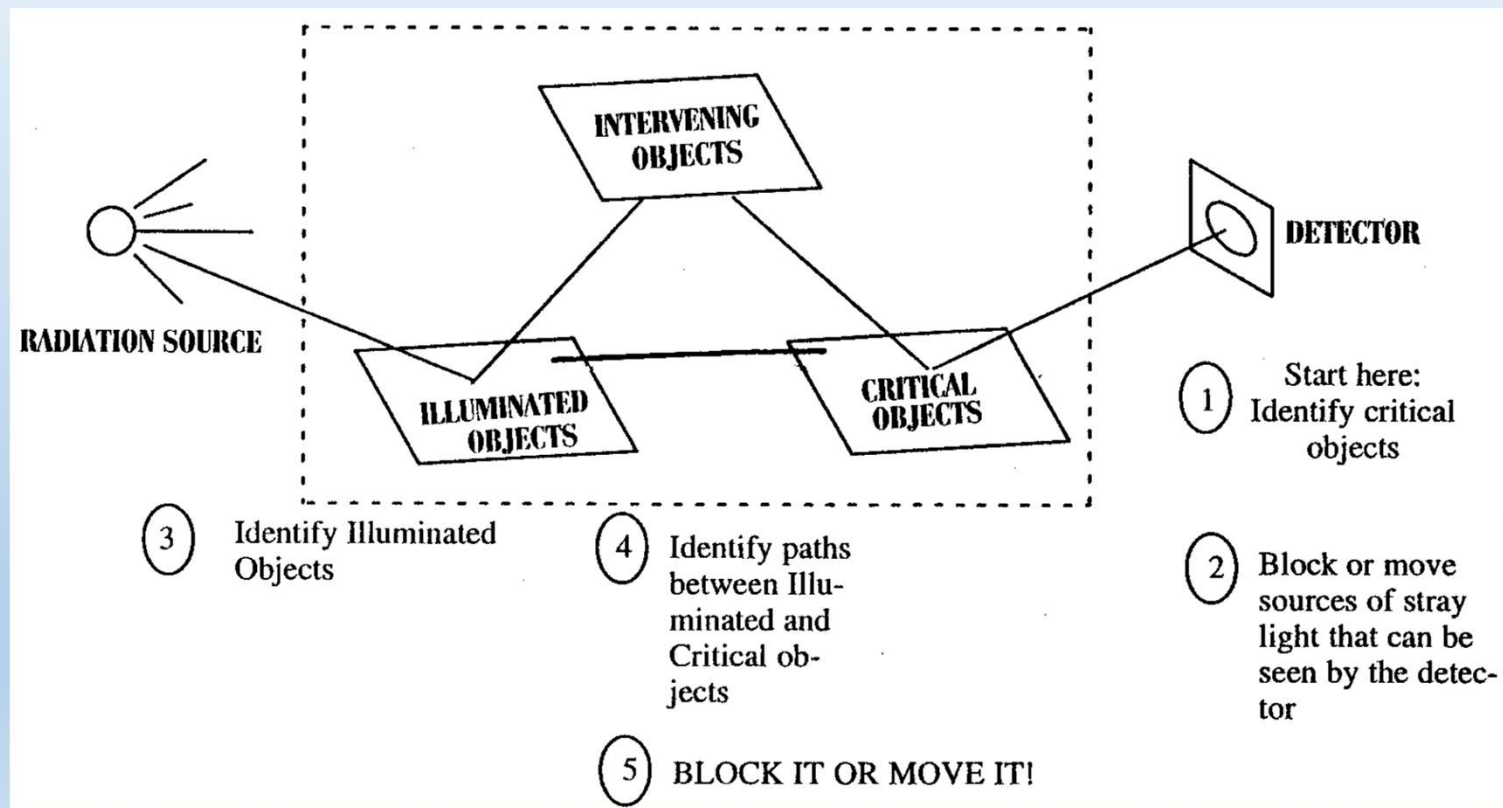 INTERVENING
OBJECTS
DETECTOR
RADIATION SOURCE
ILLUMINATED
OBJECTS
CRITICAL
OBJECTS
1
Start here:
Identify critical
objects
3
Identify Illuminated
Objects
4
Identify paths
between Illu-
minated and
Critical ob-
jects
2
Block or move
sources of stray
light that can be
seen by the detec-
tor
5
BLOCK IT OR MOVE IT!